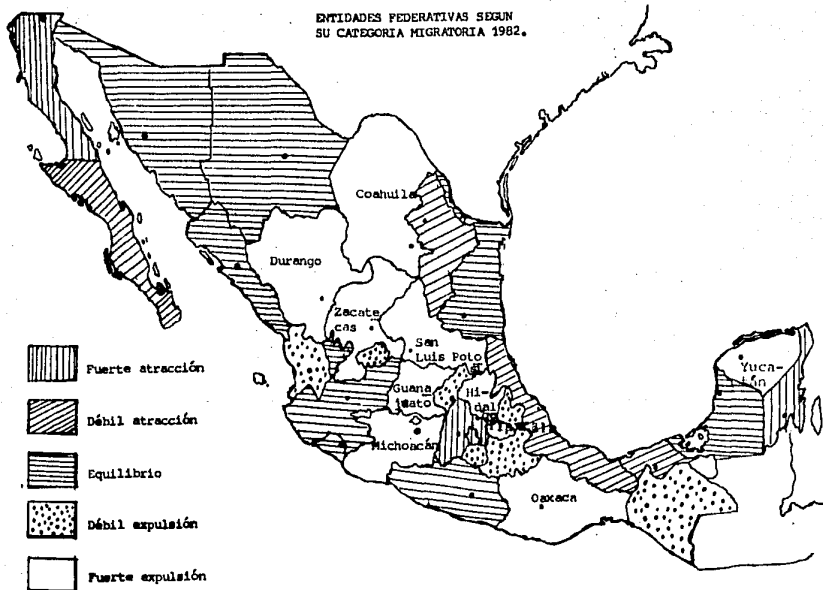 ENTIDADES FEDERATIVAS SEGUN
SU CATEGORIA MIGRATORIA 1982.
Coahuila
Durango
Zacate
cas
San
Luis Poto
sí
Yuca-
tán
Guana
juato
Hi-
dal
Michoacán
Oaxaca
Fuerte atracción
Débil atracción
Equilibrio
Débil expulsión
Fuerte expulsión